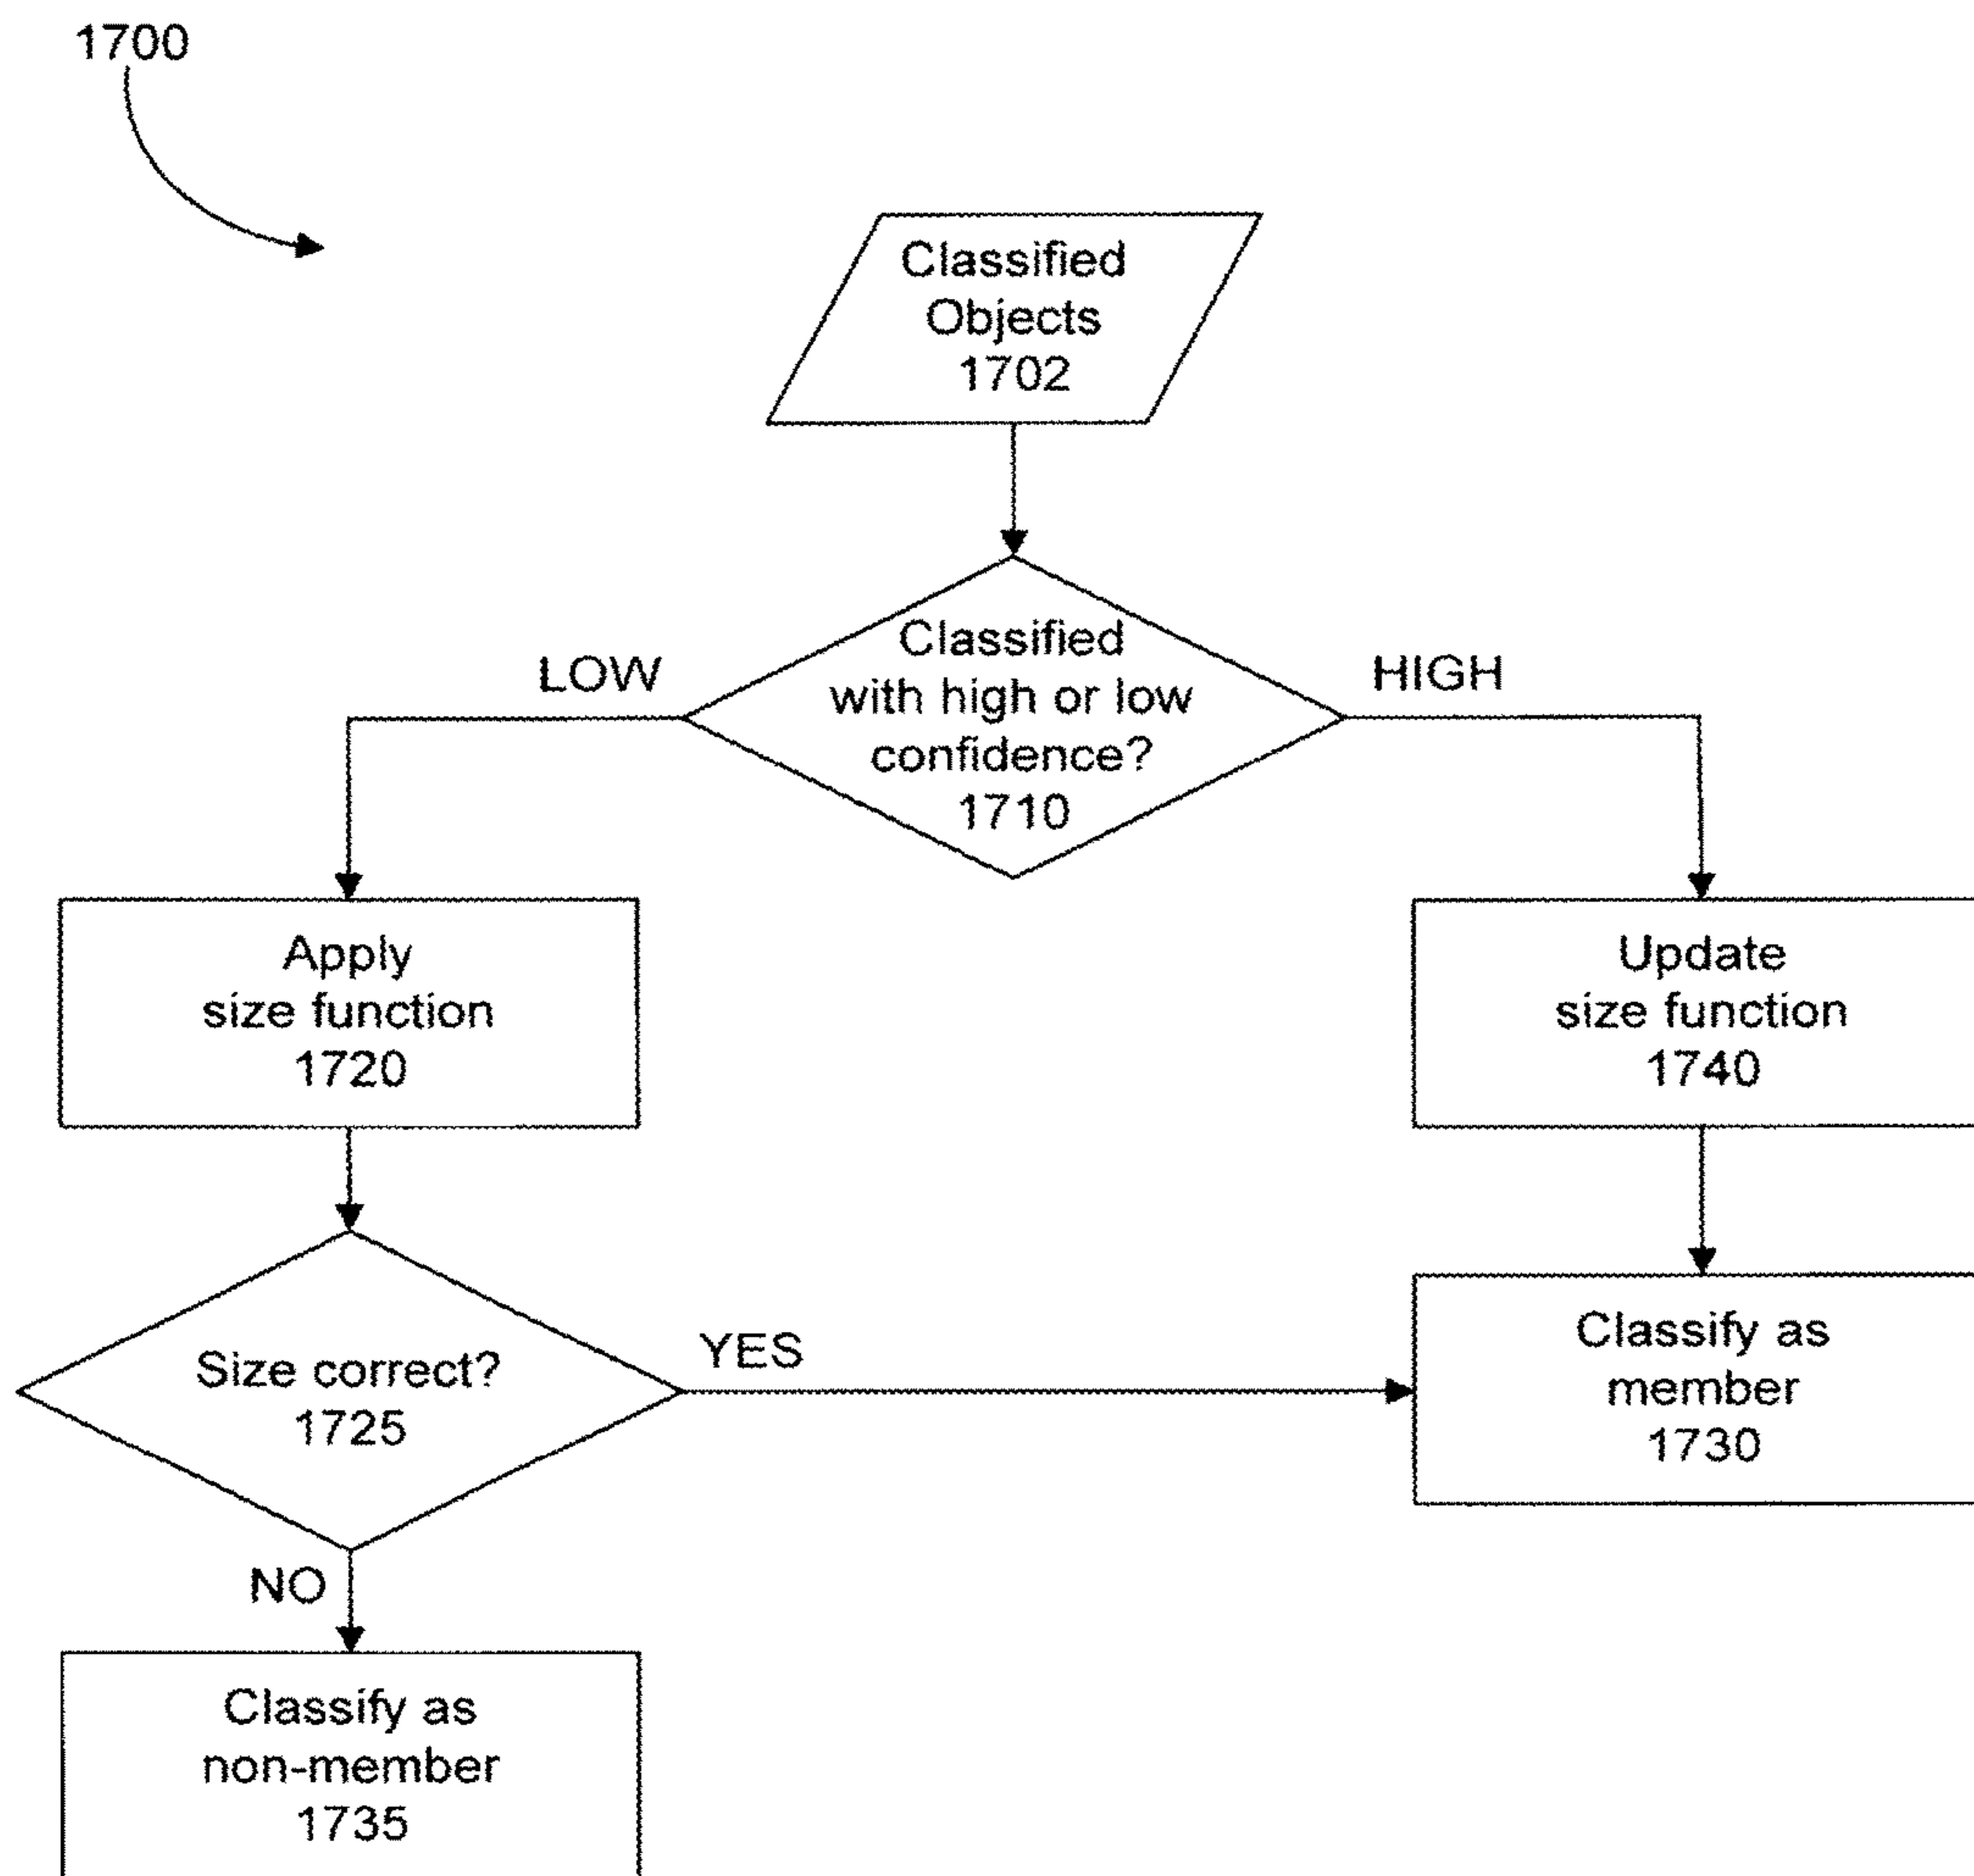 1700
Classified
Objects
1702
Classified
with high or low
confidence?
1710
LOW
HIGH
Apply
size function
1720
Update
size function
1740
Size correct?
1725
YES
Classify as
member
1730
NO
Classify as
non-member
1735